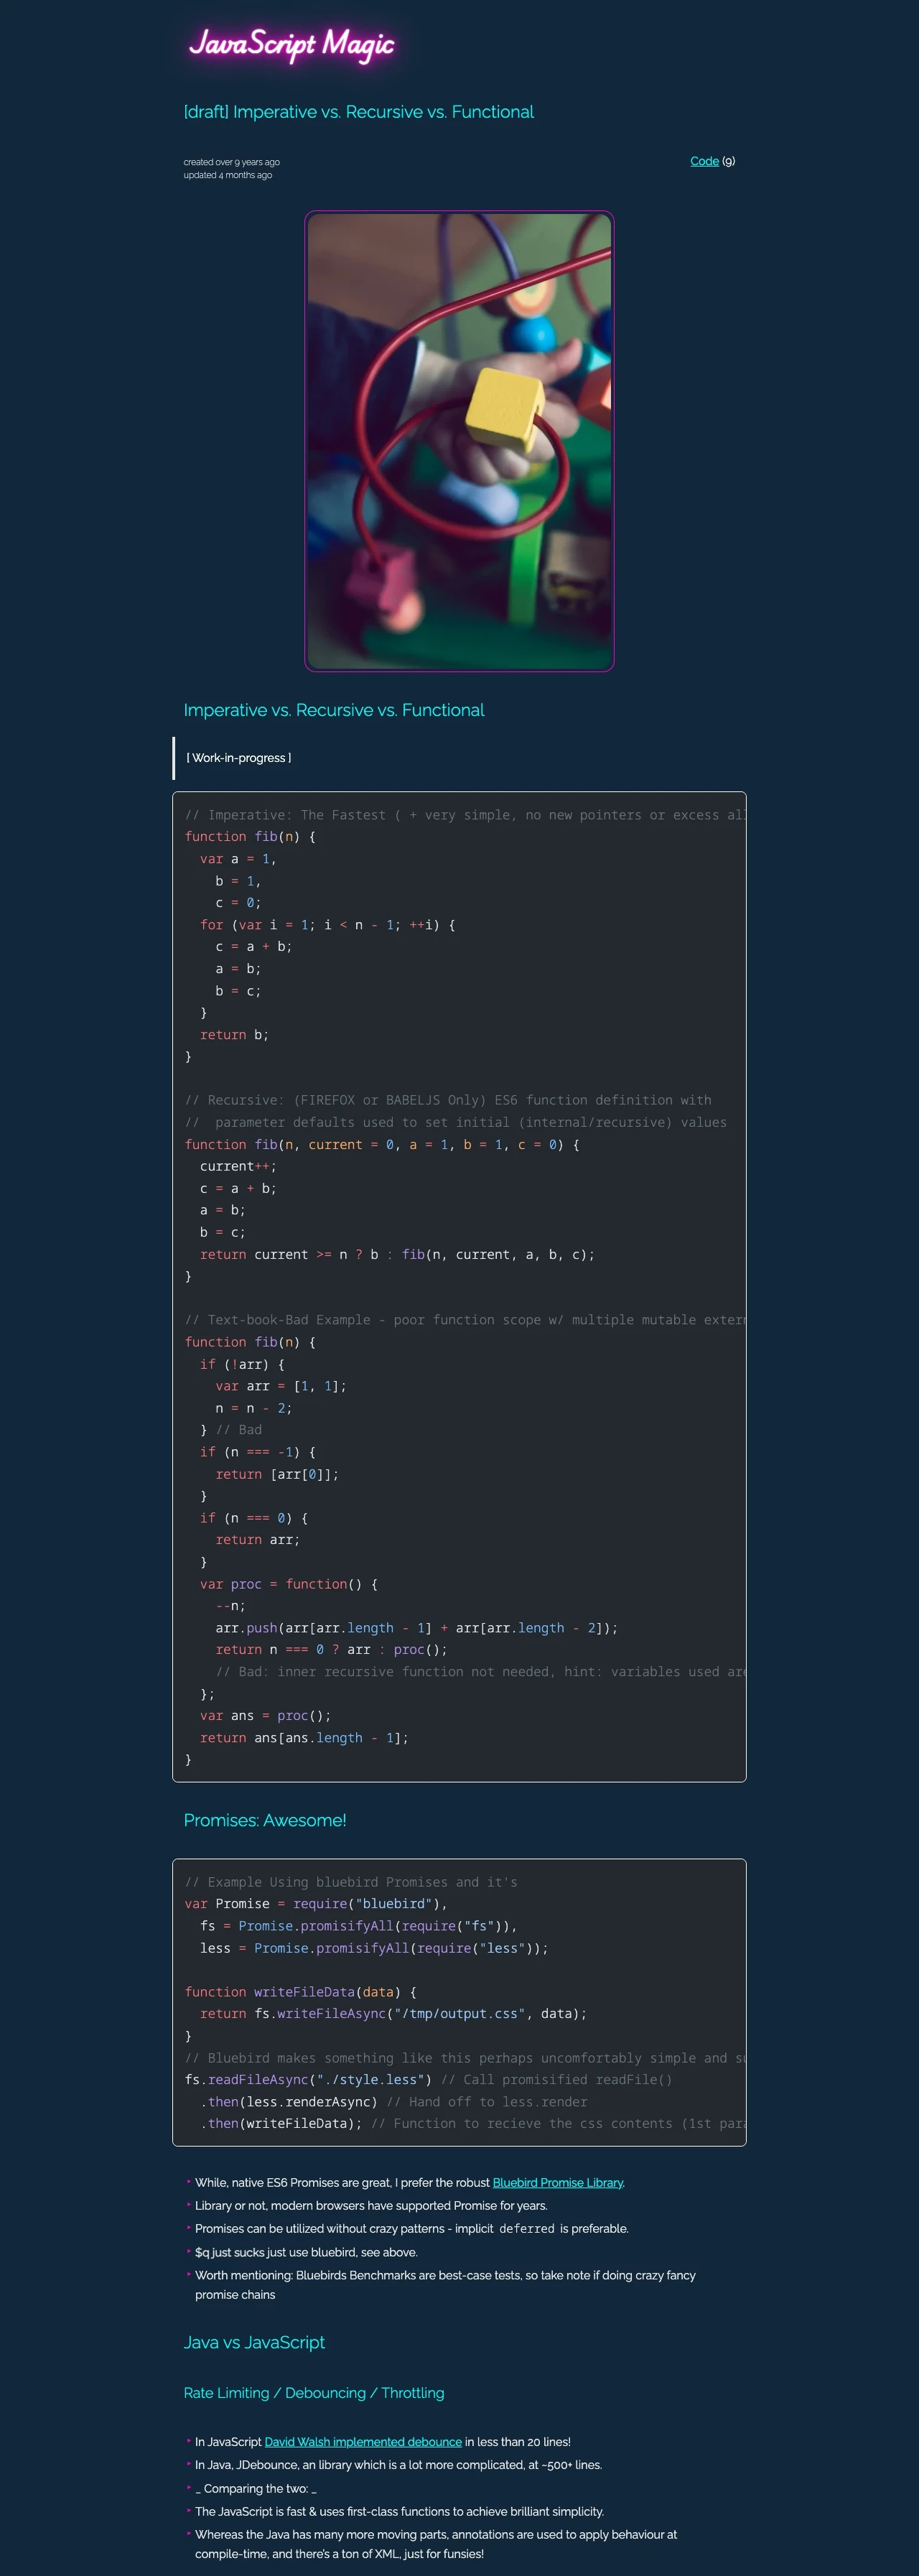 JavaScript Magic
[draft] Imperative vs. Recursive vs. Functional
created over 9 years ago
updated 4 months ago
Code (9)
Imperative vs. Recursive vs. Functional
[ Work-in-progress ]
// Imperative: The Fastest ( + very simple, no new pointers or excess all
function fib(n) {
  var a = 1,
    b = 1,
    c = 0;
  for (var i = 1; i < n - 1; ++i) {
    c = a + b;
    a = b;
    b = c;
  }
  return b;
}
// Recursive: (FIREFOX or BABELJS Only) ES6 function definition with
//  parameter defaults used to set initial (internal/recursive) values
function fib(n, current = 0, a = 1, b = 1, c = 0) {
  current++;
  c = a + b;
  a = b;
  b = c;
  return current >= n ? b : fib(n, current, a, b, c);
}
// Text-book-Bad Example - poor function scope w/ multiple mutable extern
function fib(n) {
  if (!arr) {
    var arr = [1, 1];
    n = n - 2;
  } // Bad
  if (n === -1) {
    return [arr[0]];
  }
  if (n === 0) {
    return arr;
  }
  var proc = function() {
    --n;
    arr.push(arr[arr.length - 1] + arr[arr.length - 2]);
    return n === 0 ? arr : proc();
    // Bad: inner recursive function not needed, hint: variables used are
  };
  var ans = proc();
  return ans[ans.length - 1];
}
Promises: Awesome!
// Example Using bluebird Promises and it's
var Promise = require("bluebird"),
  fs = Promise.promisifyAll(require("fs")),
  less = Promise.promisifyAll(require("less"));
function writeFileData(data) {
  return fs.writeFileAsync("/tmp/output.css", data);
}
// Bluebird makes something like this perhaps uncomfortably simple and su
fs.readFileAsync("./style.less") // Call promisified readFile()
  .then(less.renderAsync) // Hand off to less.render
  .then(writeFileData); // Function to recieve the css contents (1st para
While, native ES6 Promises are great, I prefer the robust Bluebird Promise Library.
Library or not, modern browsers have supported Promise for years.
Promises can be utilized without crazy patterns - implicit deferred is preferable.
$q just sucks just use bluebird, see above.
Worth mentioning: Bluebirds Benchmarks are best-case tests, so take note if doing crazy fancy
promise chains
Java vs JavaScript
Rate Limiting / Debouncing / Throttling
In JavaScript David Walsh implemented debounce in less than 20 lines!
In Java, JDebounce, an library which is a lot more complicated, at ~500+ lines.
_ Comparing the two: _
The JavaScript is fast & uses first-class functions to achieve brilliant simplicity.
Whereas the Java has many more moving parts, annotations are used to apply behaviour at
compile-time, and there's a ton of XML, just for funsies!